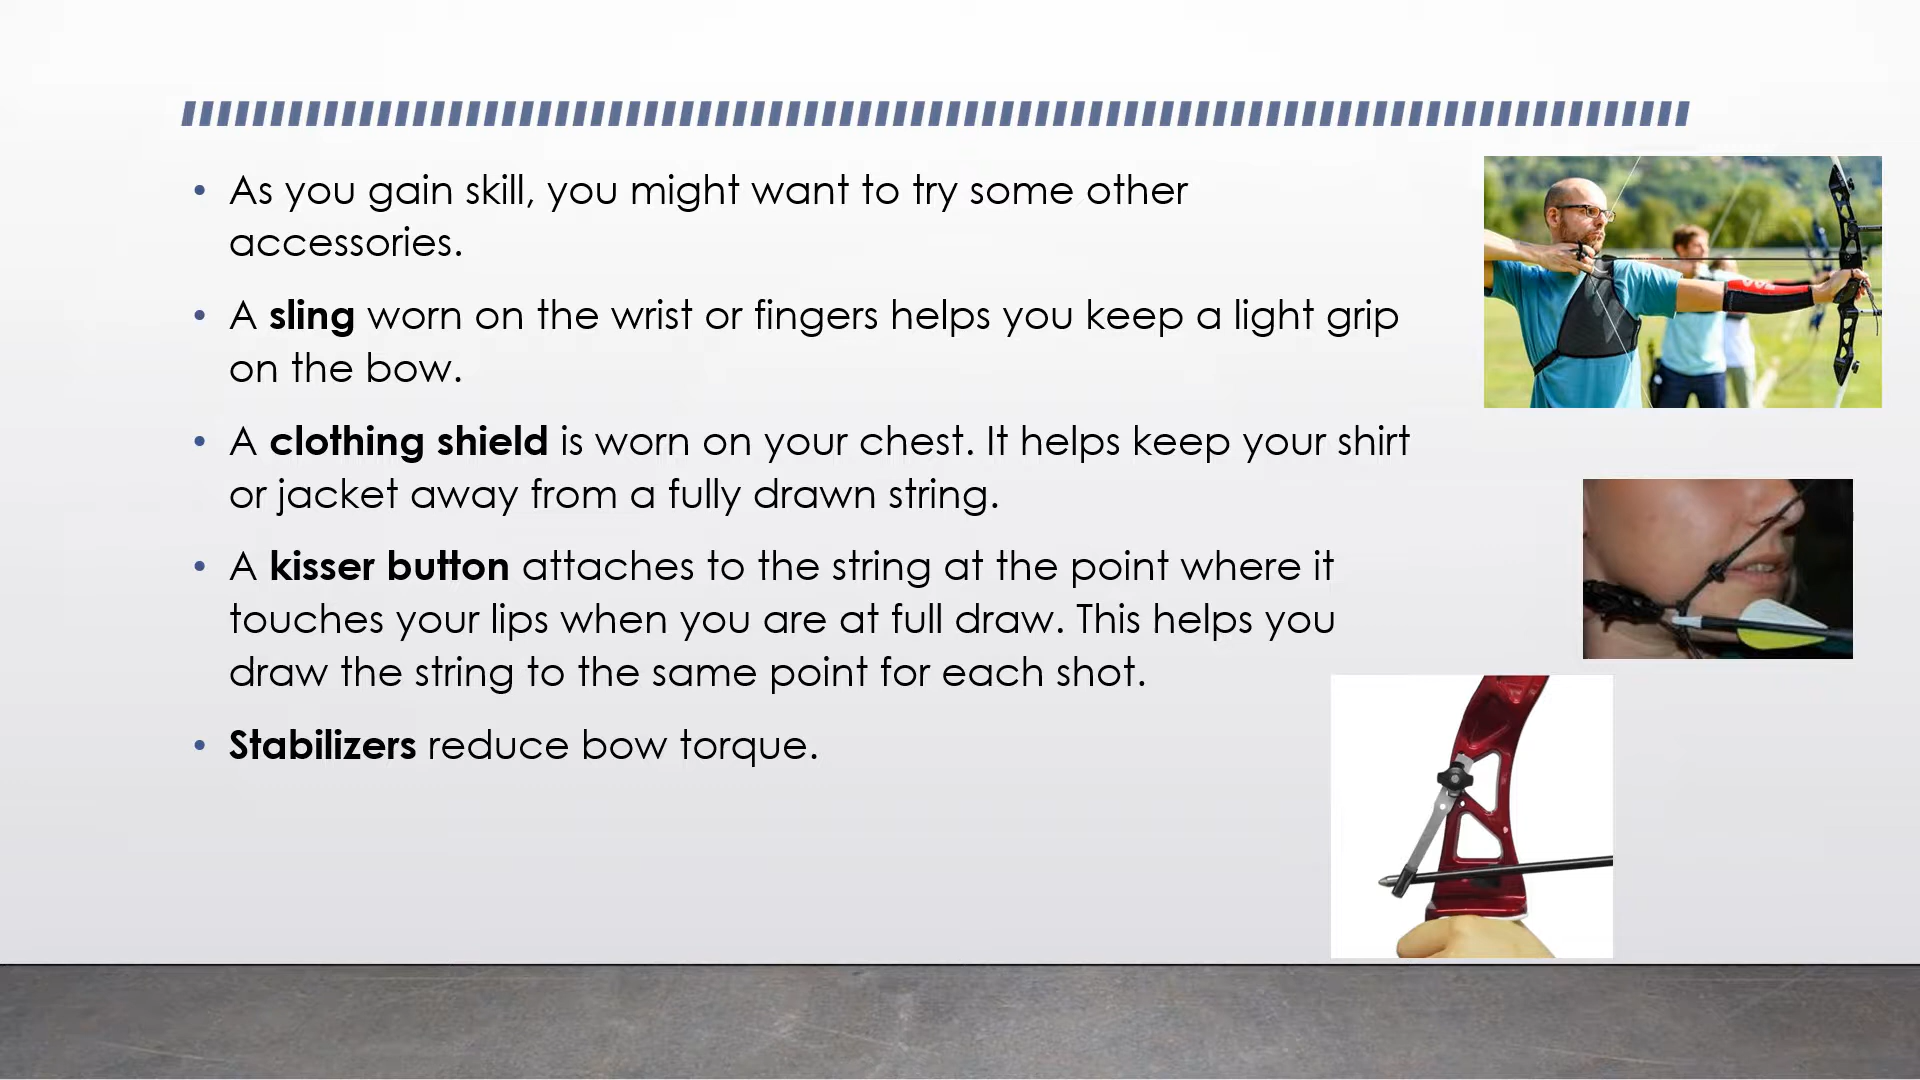 • As you gain skill, you might want to try some other
accessories.
• A sling worn on the wrist or fingers helps you keep a light grip
on the bow.
• A clothing shield is worn on your chest. It helps keep your shirt
or jacket away from a fully drawn string.
• A kisser button attaches to the string at the point where it
touches your lips when you are at full draw. This helps you
draw the string to the same point for each shot.
• Stabilizers reduce bow torque.